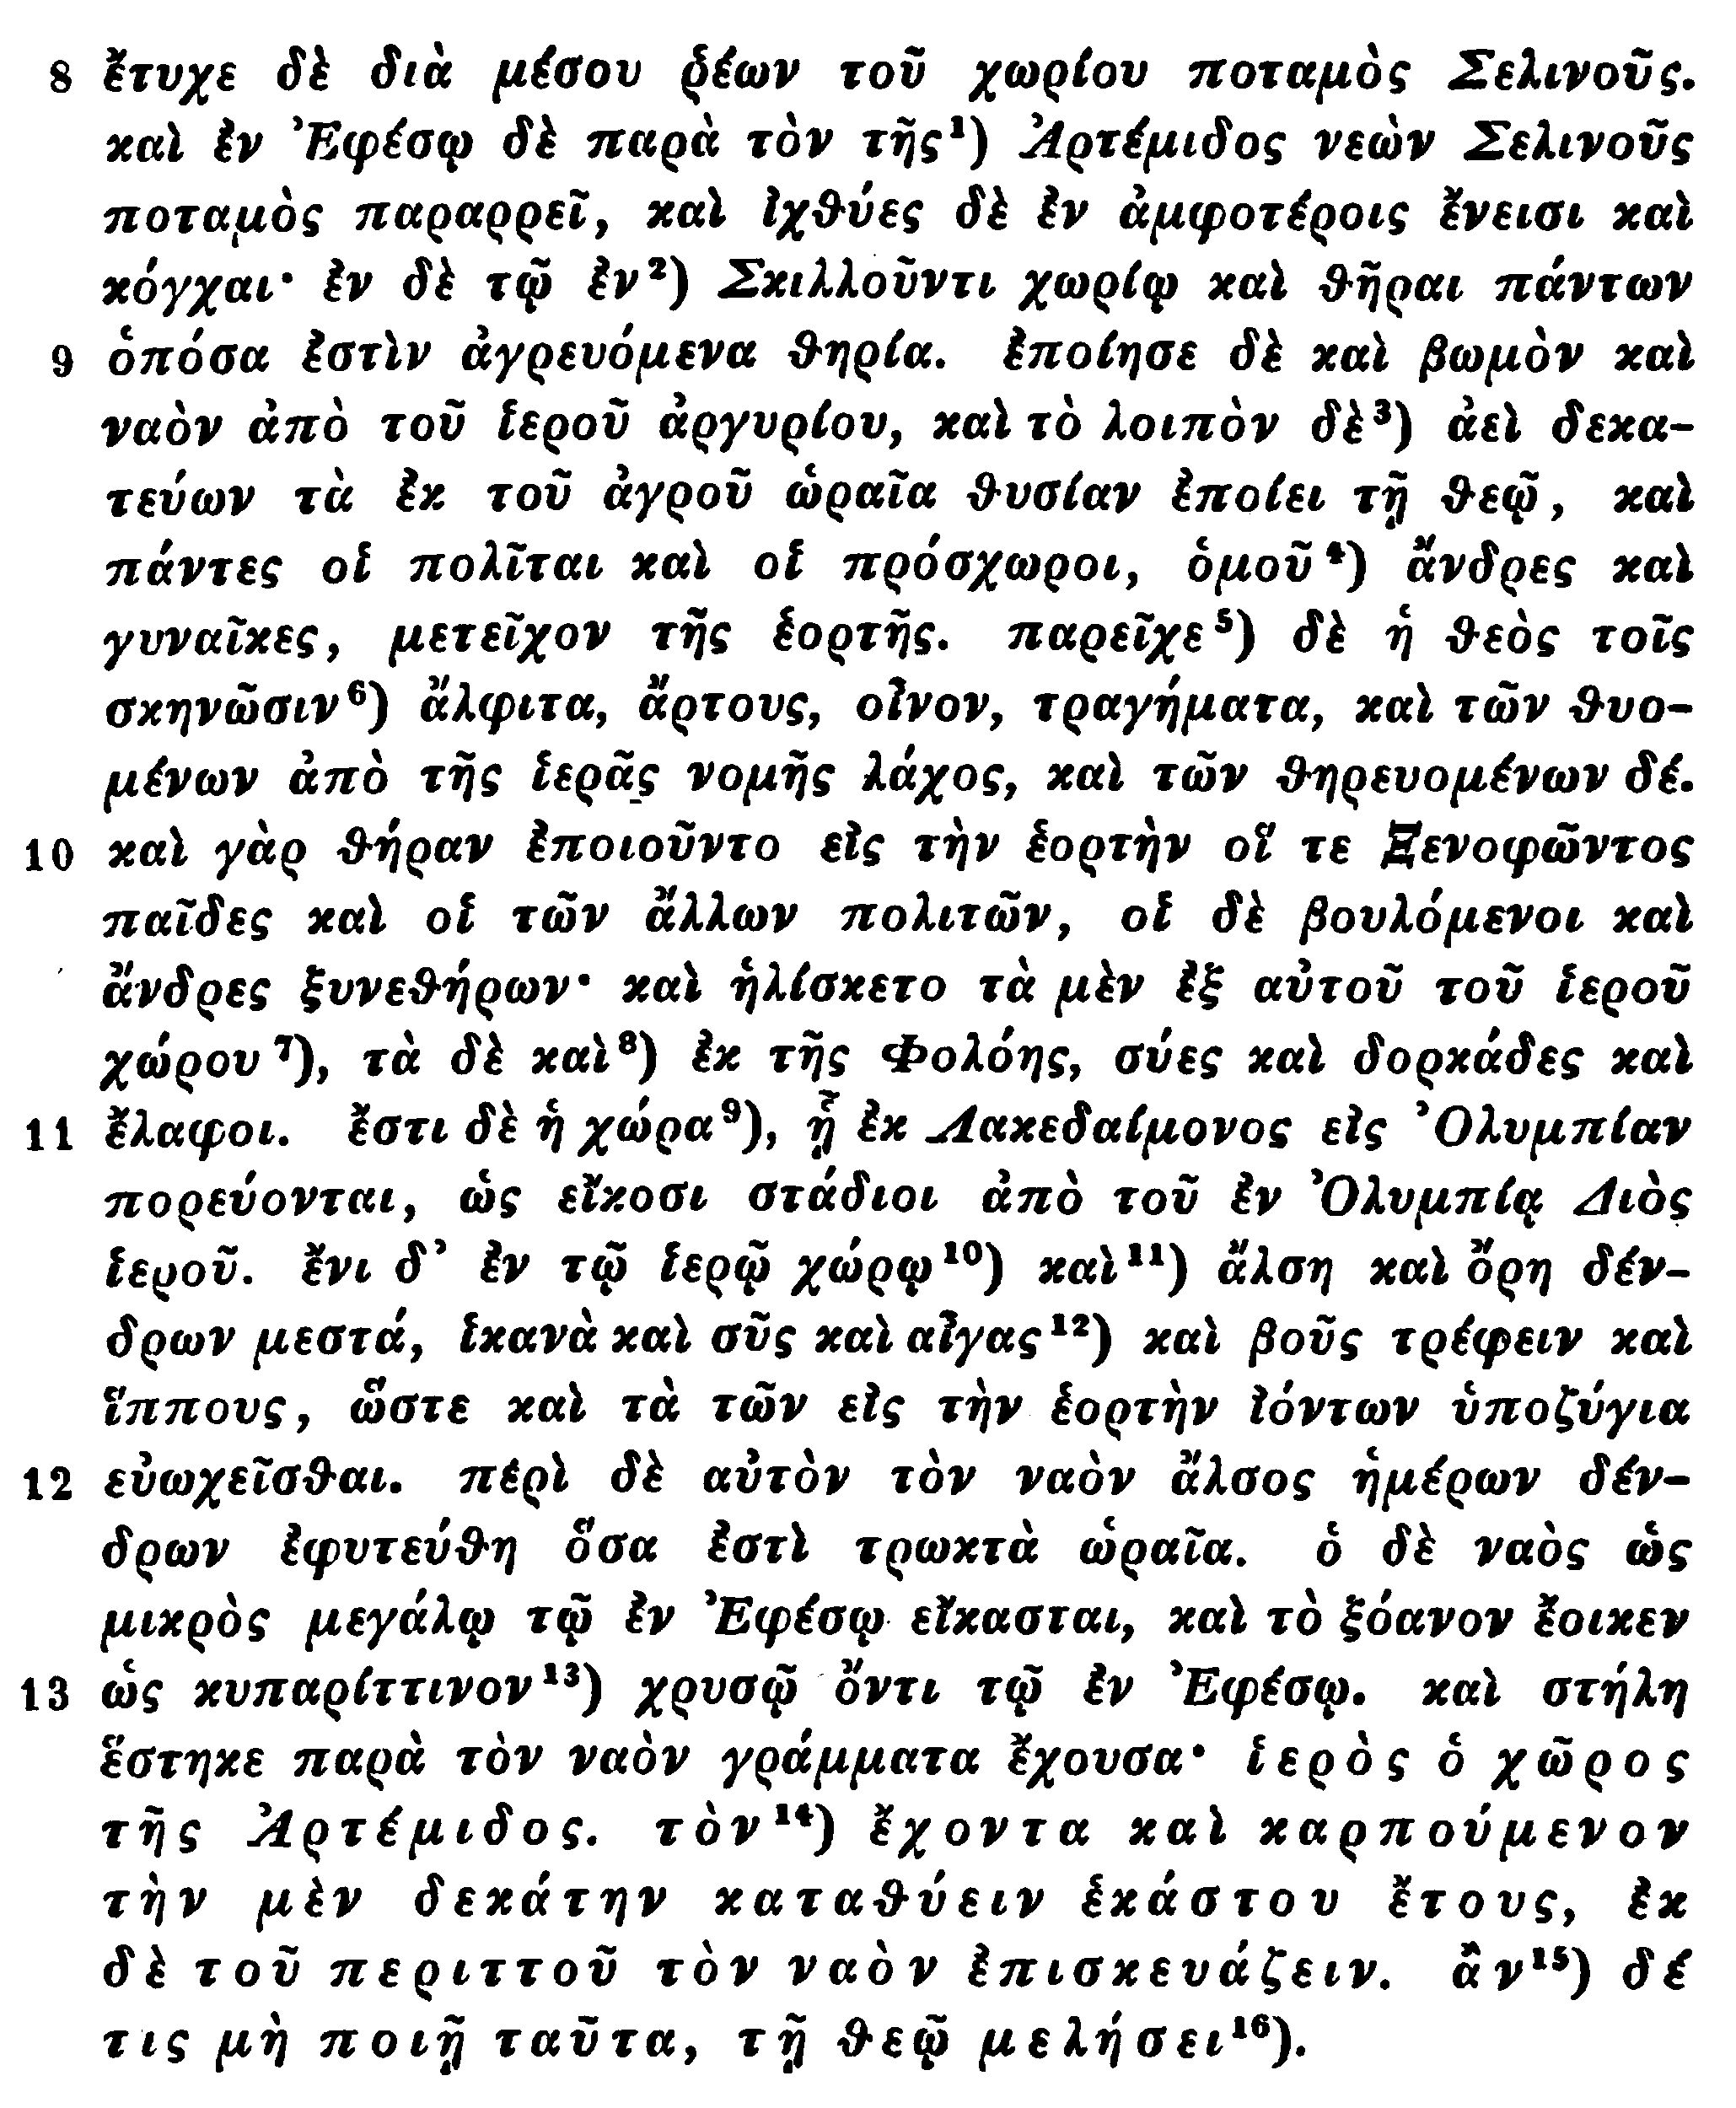 8 ἔτυχε δὲ διὰ μέσου ῥέων τοῦ χωρίου ποταμὸς Σελινοῦς.
καὶ ἐν Ἐφέσῳ δὲ παρὰ τὸν τῆς¹) Ἀρτέμιδος νεὼν Σελινοῦς
ποταμὸς παραρρεῖ, καὶ ἰχθύες δὲ ἐν ἀμφοτέροις ἔνεισι καὶ
κόγχαι· ἐν δὲ τῷ ἐν²) Σκιλλοῦντι χωρίῳ καὶ θῆραι πάντων
9 ὁπόσα ἐστὶν ἀγρευόμενα θηρία. ἐποίησε δὲ καὶ βωμὸν καὶ
ναὸν ἀπὸ τοῦ ἱεροῦ ἀργυρίου, καὶ τὸ λοιπὸν δὲ³) ἀεὶ δεκα-
τεύων τὰ ἐκ τοῦ ἀγροῦ ὡραῖα θυσίαν ἐποίει τῇ θεῷ, καὶ
πάντες οἱ πολῖται καὶ οἱ πρόσχωροι, ὁμοῦ⁴) ἄνδρες καὶ
γυναῖκες, μετεῖχον τῆς ἑορτῆς. παρεῖχε⁵) δὲ ἡ θεὸς τοῖς
σκηνῶσιν⁶) ἄλφιτα, ἄρτους, οἶνον, τραγήματα, καὶ τῶν θυο-
μένων ἀπὸ τῆς ἱερᾶς νομῆς λάχος, καὶ τῶν θηρευομένων δέ.
10 καὶ γὰρ θήραν ἐποιοῦντο εἰς τὴν ἑορτὴν οἵ τε Ξενοφῶντος
παῖδες καὶ οἱ τῶν ἄλλων πολιτῶν, οἱ δὲ βουλόμενοι καὶ
ἄνδρες ξυνεθήρων· καὶ ἡλίσκετο τὰ μὲν ἐξ αὐτοῦ τοῦ ἱεροῦ
χώρου⁷), τὰ δὲ καὶ⁸) ἐκ τῆς Φολόης, σύες καὶ δορκάδες καὶ
11 ἔλαφοι. ἔστι δὲ ἡ χώρα⁹), ᾗ ἐκ Λακεδαίμονος εἰς Ὀλυμπίαν
πορεύονται, ὡς εἴκοσι στάδιοι ἀπὸ τοῦ ἐν Ὀλυμπίᾳ Διὸς
ἱεροῦ. ἔνι δ᾽ ἐν τῷ ἱερῷ χώρῳ¹⁰) καὶ¹¹) ἄλση καὶ ὄρη δέν-
δρων μεστά, ἱκανὰ καὶ σῦς καὶ αἶγας¹²) καὶ βοῦς τρέφειν καὶ
ἵππους, ὥστε καὶ τὰ τῶν εἰς τὴν ἑορτὴν ἰόντων ὑποζύγια
12 εὐωχεῖσθαι. περὶ δὲ αὐτὸν τὸν ναὸν ἄλσος ἡμέρων δέν-
δρων ἐφυτεύθη ὅσα ἐστὶ τρωκτὰ ὡραῖα. ὁ δὲ ναὸς ὡς
μικρὸς μεγάλῳ τῷ ἐν Ἐφέσῳ εἴκασται, καὶ τὸ ξόανον ἔοικεν
13 ὡς κυπαρίττινον¹³) χρυσῷ ὄντι τῷ ἐν Ἐφέσῳ. καὶ στήλη
ἕστηκε παρὰ τὸν ναὸν γράμματα ἔχουσα· ἱερὸς ὁ χῶρος
τῆς Ἀρτέμιδος. τὸν¹⁴) ἔχοντα καὶ καρπούμενον
τὴν μὲν δεκάτην καταθύειν ἑκάστου ἔτους, ἐκ
δὲ τοῦ περιττοῦ τὸν ναὸν ἐπισκευάζειν. ἂν¹⁵) δέ
τις μὴ ποιῇ ταῦτα, τῇ θεῷ μελήσει¹⁶).